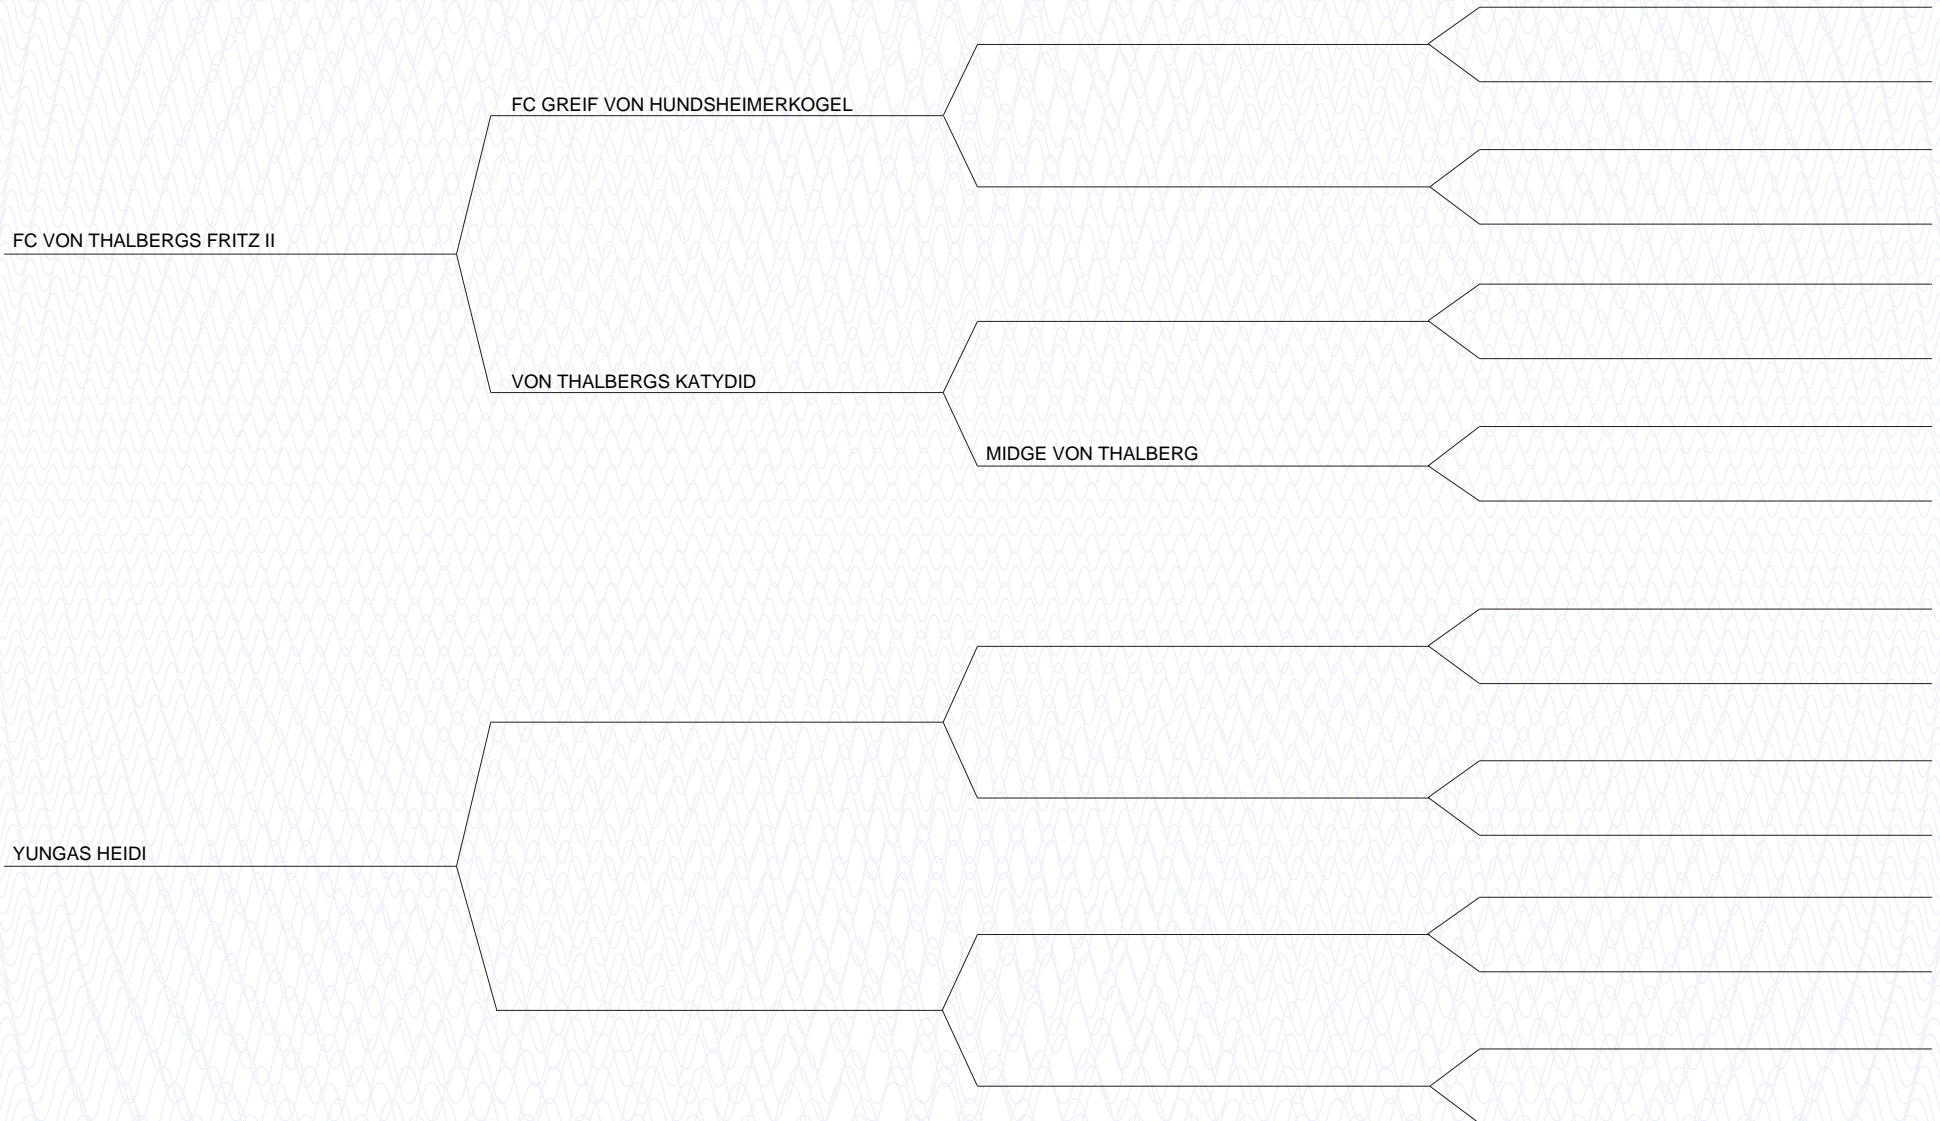 FC GREIF VON HUNDSHEIMERKOGEL
FC VON THALBERGS FRITZ II
VON THALBERGS KATYDID
MIDGE VON THALBERG
YUNGAS HEIDI